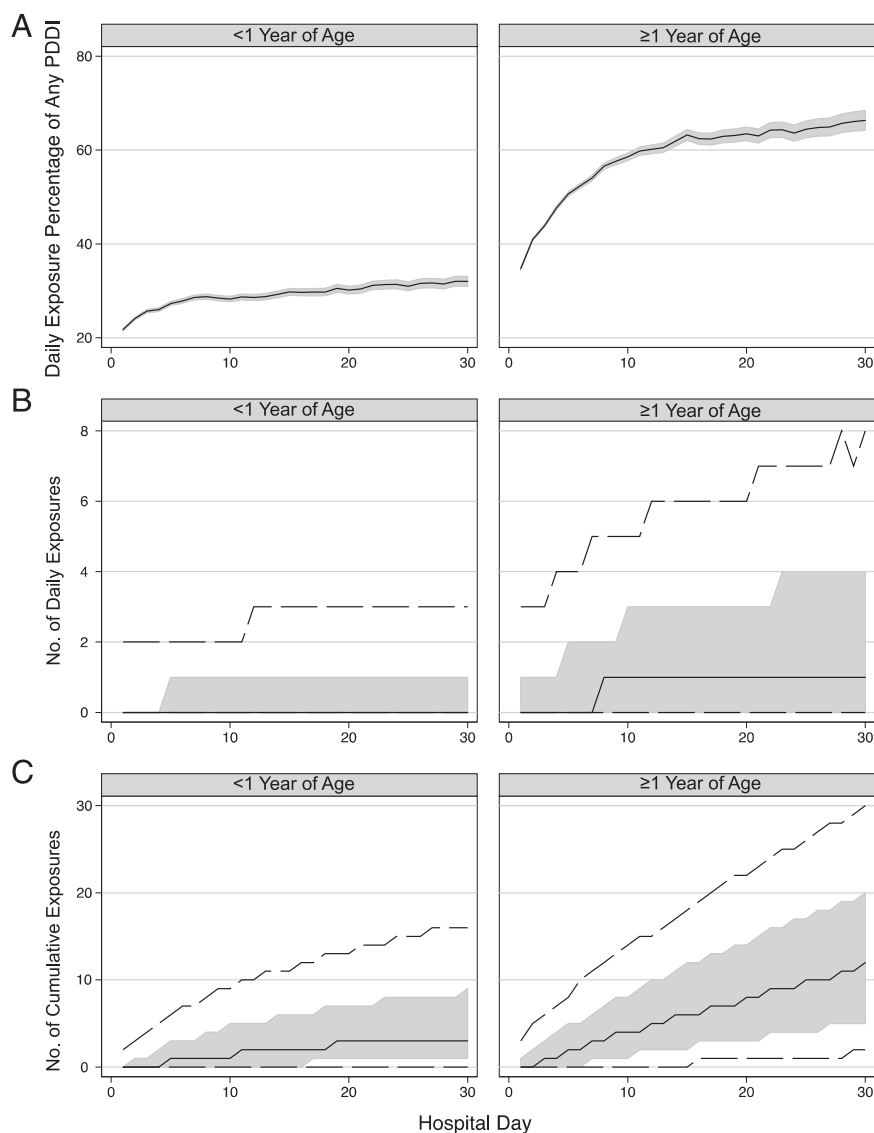 A
<1 Year of Age
≥1 Year of Age
Daily Exposure Percentage of Any PDDI
80
60
40
20
0
10
20
30
0
10
20
30
B
<1 Year of Age
≥1 Year of Age
No. of Daily Exposures
8
6
4
2
0
0
10
20
30
0
10
20
30
C
<1 Year of Age
≥1 Year of Age
No. of Cumulative Exposures
30
20
10
0
0
10
20
30
0
10
20
30
Hospital Day